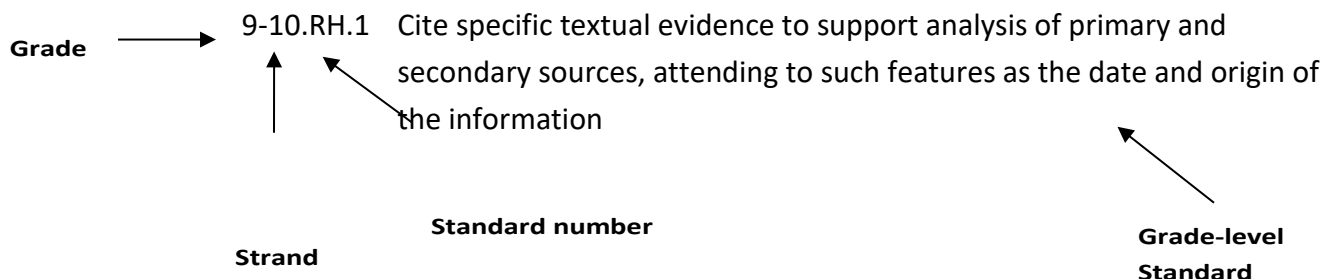 9-10.RH.1 Cite specific textual evidence to support analysis of primary and
Grade
secondary sources, attending to such features as the date and origin of
the information
Standard number
Grade-level
Strand
Standard